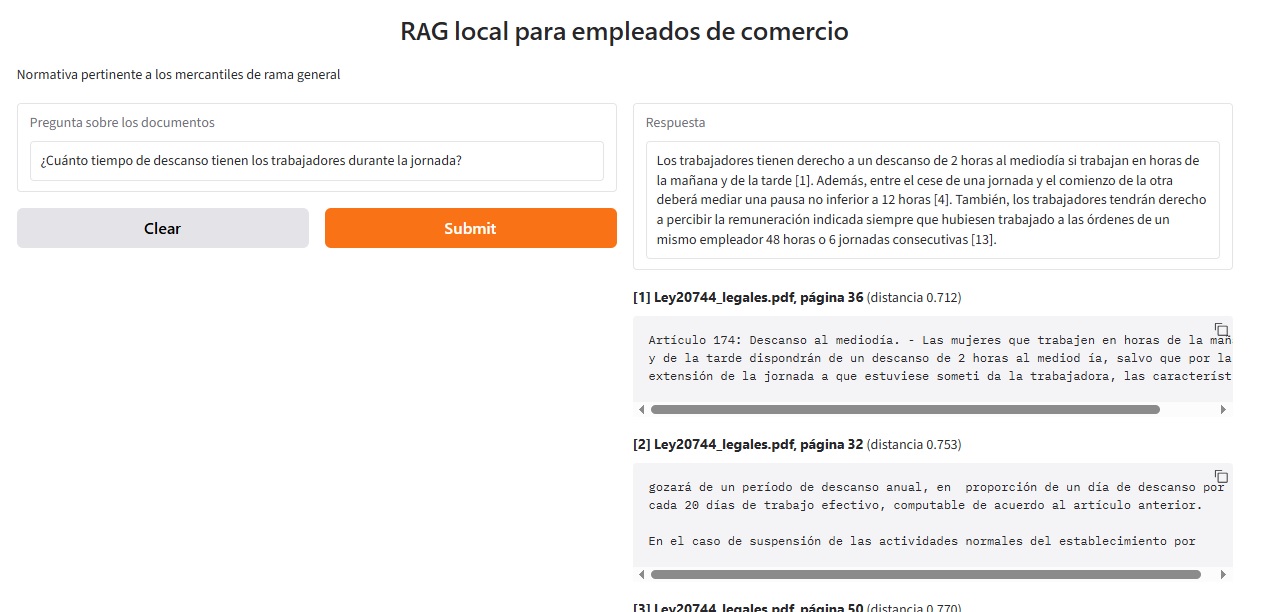 RAG local para empleados de comercio
Normativa pertinente a los mercantiles de rama general
Pregunta sobre los documentos
¿Cuánto tiempo de descanso tienen los trabajadores durante la jornada?
Clear
Submit
Respuesta
Los trabajadores tienen derecho a un descanso de 2 horas al mediodía si trabajan en horas de
la mañana y de la tarde [1]. Además, entre el cese de una jornada y el comienzo de la otra
deberá mediar una pausa no inferior a 12 horas [4]. También, los trabajadores tendrán derecho
a percibir la remuneración indicada siempre que hubiesen trabajado a las órdenes de un
mismo empleador 48 horas o 6 jornadas consecutivas [13].
[1] Ley20744_legales.pdf, página 36 (distancia 0.712)
Artículo 174: Descanso al mediodía. - Las mujeres que trabajen en horas de la mañ
y de la tarde dispondrán de un descanso de 2 horas al mediod ía, salvo que por la
extensión de la jornada a que estuviese someti da la trabajadora, las característ
[2] Ley20744_legales.pdf, página 32 (distancia 0.753)
gozará de un período de descanso anual, en  proporción de un día de descanso por
cada 20 días de trabajo efectivo, computable de acuerdo al artículo anterior.
En el caso de suspensión de las actividades normales del establecimiento por
[3] Ley20744_legales.pdf, página 50 (distancia 0.770)